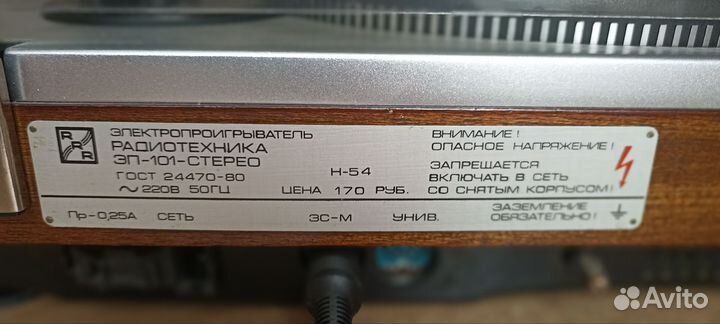 RRR
ЭЛЕКТРОПРОИГРЫВАТЕЛЬ
РАДИОТЕХНИКА
ЭП-101-СТЕРЕО
ГОСТ 24470-80
~220В 50ГЦ
Н-54
ЦЕНА 170 РУБ.
ВНИМАНИЕ!
ОПАСНОЕ НАПРЯЖЕНИЕ!
ЗАПРЕЩАЕТСЯ
ВКЛЮЧАТЬ В СЕТЬ
СО СНЯТЫМ КОРПУСОМ!
Пр-0,25А СЕТЬ ЗС-М УНИВ.
ЗАЗЕМЛЕНИЕ
ОБЯЗАТЕЛЬНО!
Avito